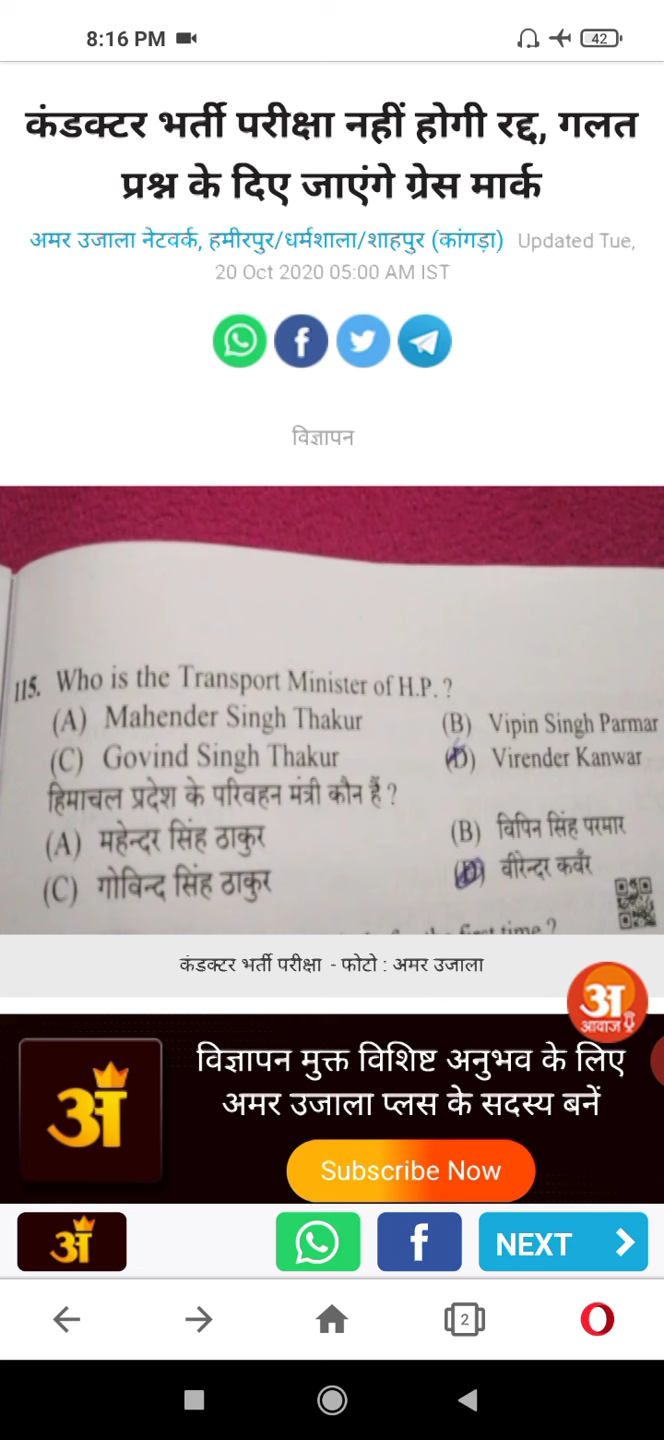 8:16 PM
42
कंडक्टर भर्ती परीक्षा नहीं होगी रद्द, गलत
प्रश्न के दिए जाएंगे ग्रेस मार्क
अमर उजाला नेटवर्क, हमीरपुर/धर्मशाला/शाहपुर (कांगड़ा) Updated Tue,
20 Oct 2020 05:00 AM IST
विज्ञापन
115. Who is the Transport Minister of H.P. ?
(A) Mahender Singh Thakur (B) Vipin Singh Parmar
(C) Govind Singh Thakur (D) Virender Kanwar
हिमाचल प्रदेश के परिवहन मंत्री कौन हैं ?
(A) महेन्दर सिंह ठाकुर (B) विपिन सिंह परमार
(C) गोविन्द सिंह ठाकुर (D) वीरेन्दर कवँर
time ?
कंडक्टर भर्ती परीक्षा - फोटो : अमर उजाला
अ
आवाज
विज्ञापन मुक्त विशिष्ट अनुभव के लिए
अमर उजाला प्लस के सदस्य बनें
अ
Subscribe Now
अ
NEXT
2